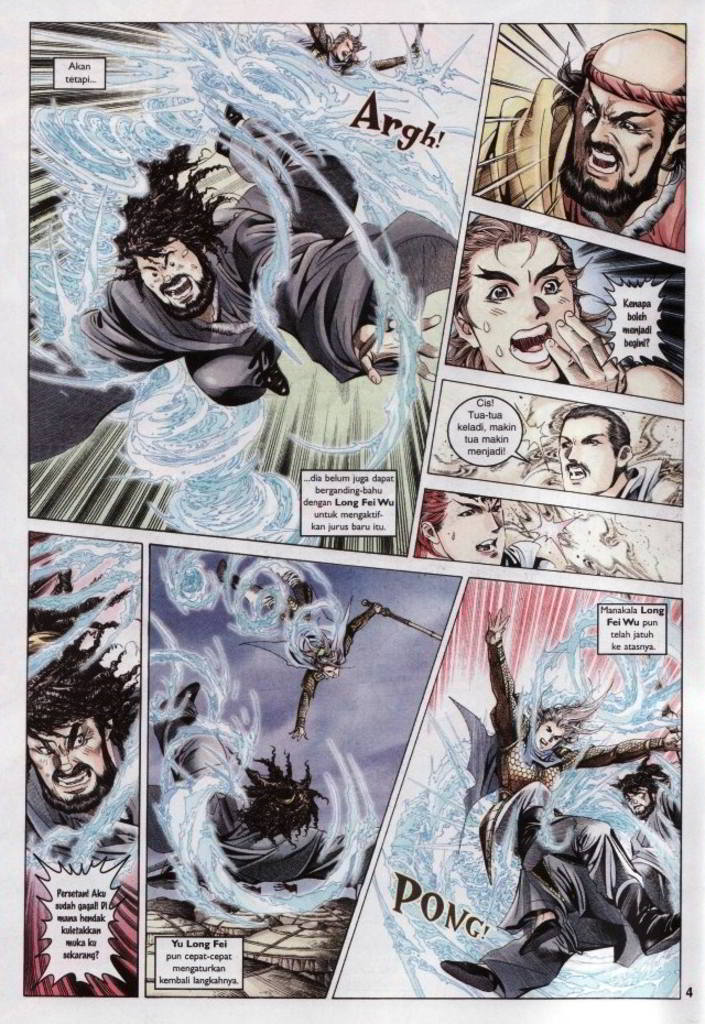 Akan
tetapi...
Argh!
Kenapa
boleh
menjadi
begini?
Cis!
Tua-tua
keladi, makin
tua makin
menjadi!
...dia belum juga dapat
berganding-bahu
dengan Long Fei Wu
untuk mengaktif-
kan jurus baru itu.
Persetan! Aku
sudah gagal! Di
mana hendak
kuletakkan
muka ku
sekarang?
Yu Long Fei
pun cepat-cepat
mengaturkan
kembali langkahnya.
Manakala Long
Fei Wu pun
telah jatuh
ke atasnya.
PONG!
4